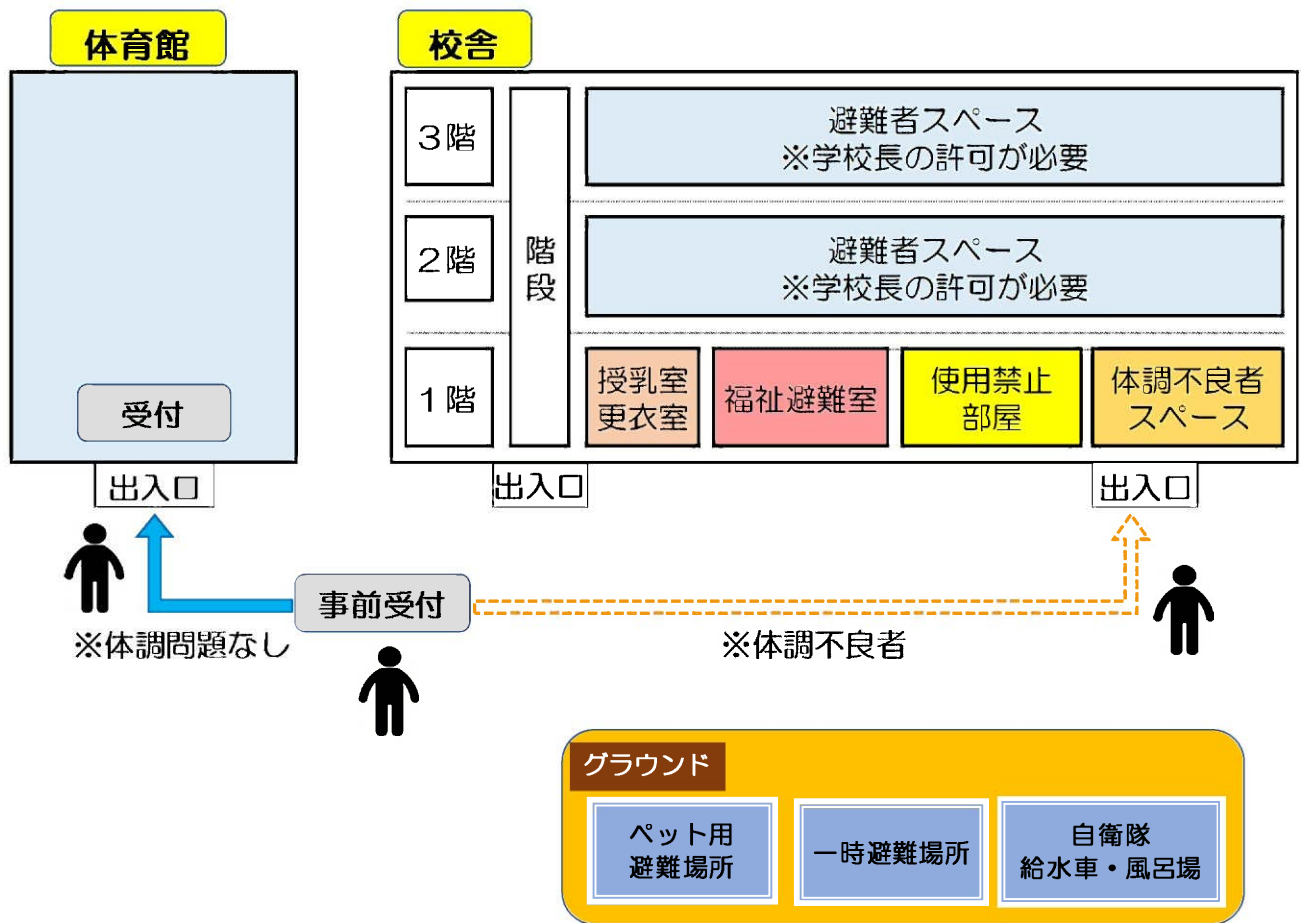 体育館
校舎
3階
避難者スペース
※学校長の許可が必要
2階
階段
避難者スペース
※学校長の許可が必要
1階
授乳室
更衣室
福祉避難室
使用禁止
部屋
体調不良者
スペース
受付
出入口
出入口
出入口
事前受付
※体調問題なし
※体調不良者
グラウンド
ペット用
避難場所
一時避難場所
自衛隊
給水車・風呂場